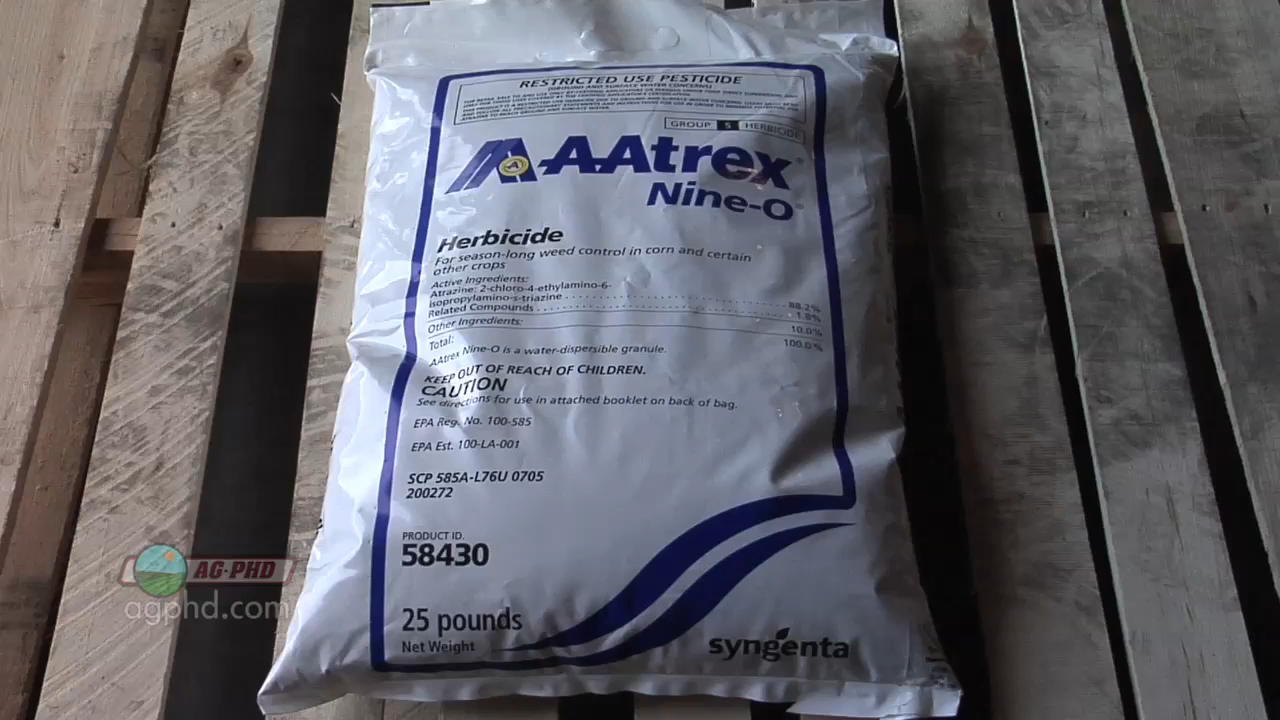 RESTRICTED USE PESTICIDE
(GROUND AND SURFACE WATER CONCERNS)
GROUP 5 HERBICIDE
AAtrex®
Nine-O®
Herbicide
For season-long weed control in corn and certain
other crops
Active Ingredients:
Atrazine: 2-chloro-4-ethylamino-6-
isopropylamino-s-triazine . . . . . . . . . . 88.2%
Related Compounds . . . . . . . . . . 1.8%
Other Ingredients: 10.0%
Total: 100.0%
AAtrex Nine-O is a water-dispersible granule.
KEEP OUT OF REACH OF CHILDREN.
CAUTION
See directions for use in attached booklet on back of bag.
EPA Reg. No. 100-585
EPA Est. 100-LA-001
SCP 585A-L76U 0705
200272
PRODUCT ID.
58430
25 pounds
Net Weight
syngenta
AG-PHD
agphd.com